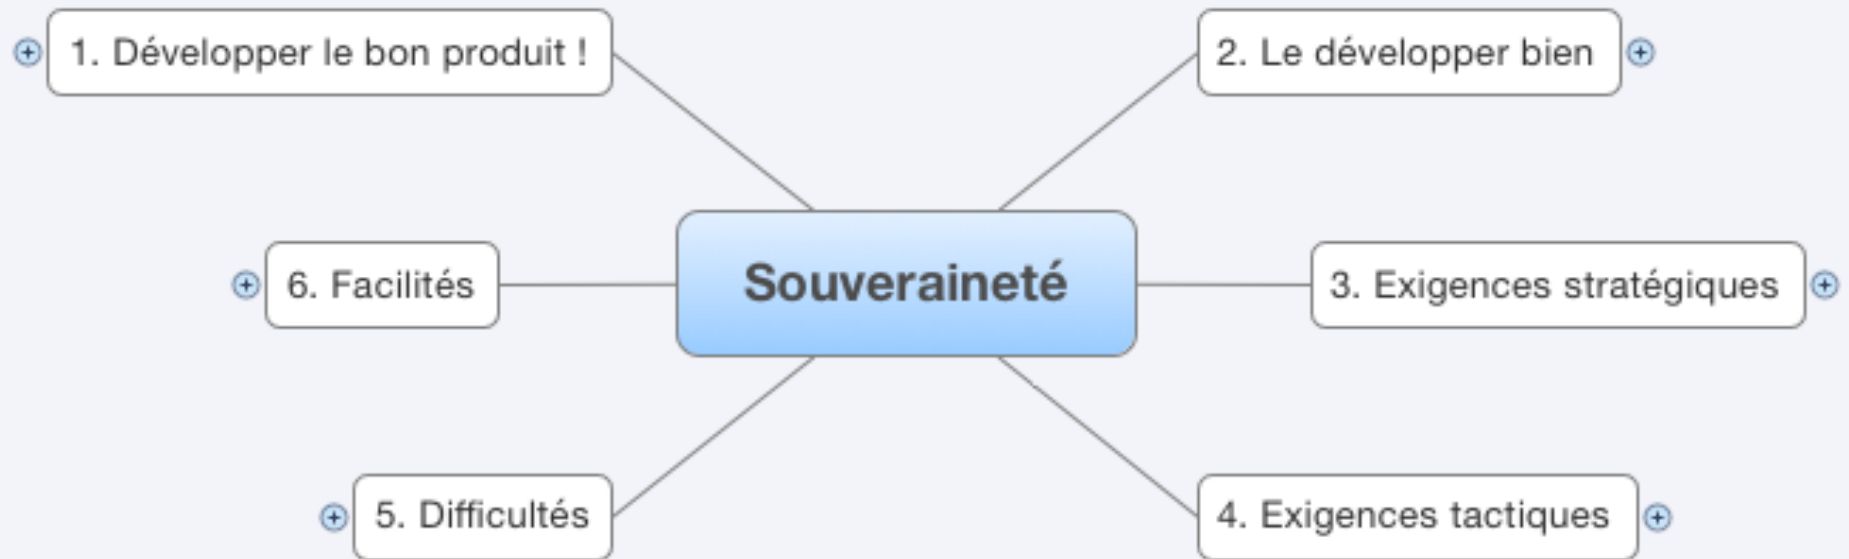 1. Développer le bon produit !
2. Le développer bien
6. Facilités
Souveraineté
3. Exigences stratégiques
5. Difficultés
4. Exigences tactiques